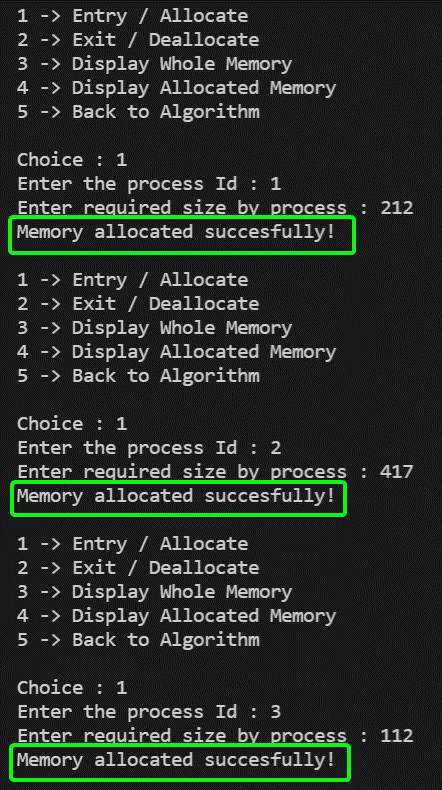 1 -> Entry / Allocate
2 -> Exit / Deallocate
3 -> Display Whole Memory
4 -> Display Allocated Memory
5 -> Back to Algorithm
Choice : 1
Enter the process Id : 1
Enter required size by process : 212
Memory allocated succesfully!
1 -> Entry / Allocate
2 -> Exit / Deallocate
3 -> Display Whole Memory
4 -> Display Allocated Memory
5 -> Back to Algorithm
Choice : 1
Enter the process Id : 2
Enter required size by process : 417
Memory allocated succesfully!
1 -> Entry / Allocate
2 -> Exit / Deallocate
3 -> Display Whole Memory
4 -> Display Allocated Memory
5 -> Back to Algorithm
Choice : 1
Enter the process Id : 3
Enter required size by process : 112
Memory allocated succesfully!